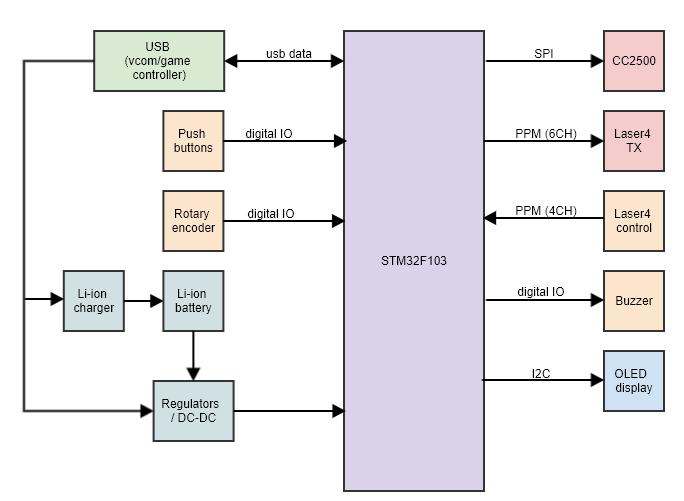 USB
(vcom/game
controller)
usb data
SPI
CC2500
Push
buttons
digital IO
PPM (6CH)
Laser4
TX
Rotary
encoder
digital IO
PPM (4CH)
Laser4
control
STM32F103
Li-ion
charger
Li-ion
battery
digital IO
Buzzer
Regulators
/ DC-DC
I2C
OLED
display